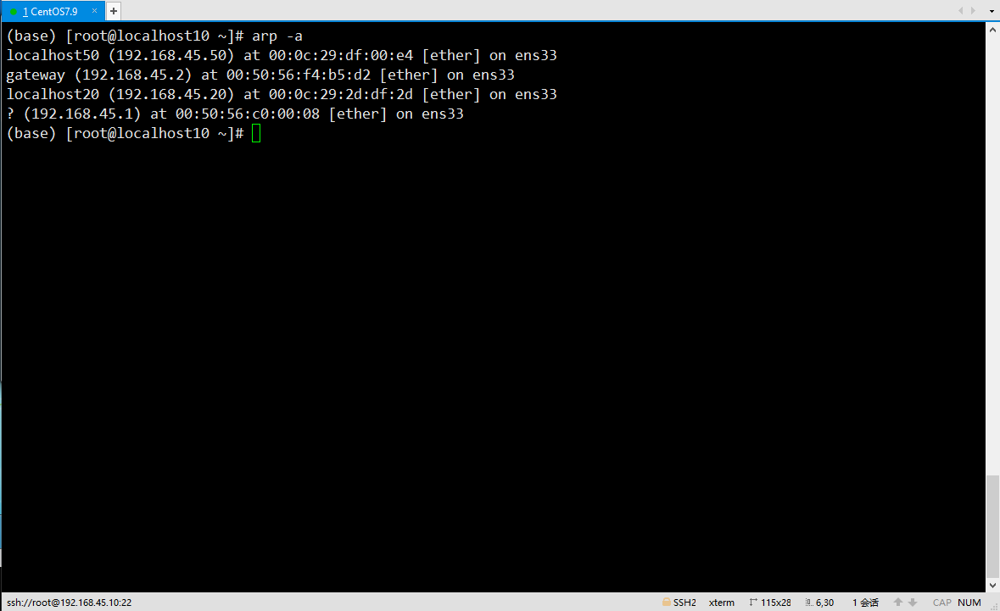 1 CentOS7.9 × +
(base) [root@localhost10 ~]# arp -a
localhost50 (192.168.45.50) at 00:0c:29:df:00:e4 [ether] on ens33
gateway (192.168.45.2) at 00:50:56:f4:b5:d2 [ether] on ens33
localhost20 (192.168.45.20) at 00:0c:29:2d:df:2d [ether] on ens33
? (192.168.45.1) at 00:50:56:c0:00:08 [ether] on ens33
(base) [root@localhost10 ~]#
ssh://root@192.168.45.10:22 SSH2 xterm 115x28 6,30 1 会话 CAP NUM